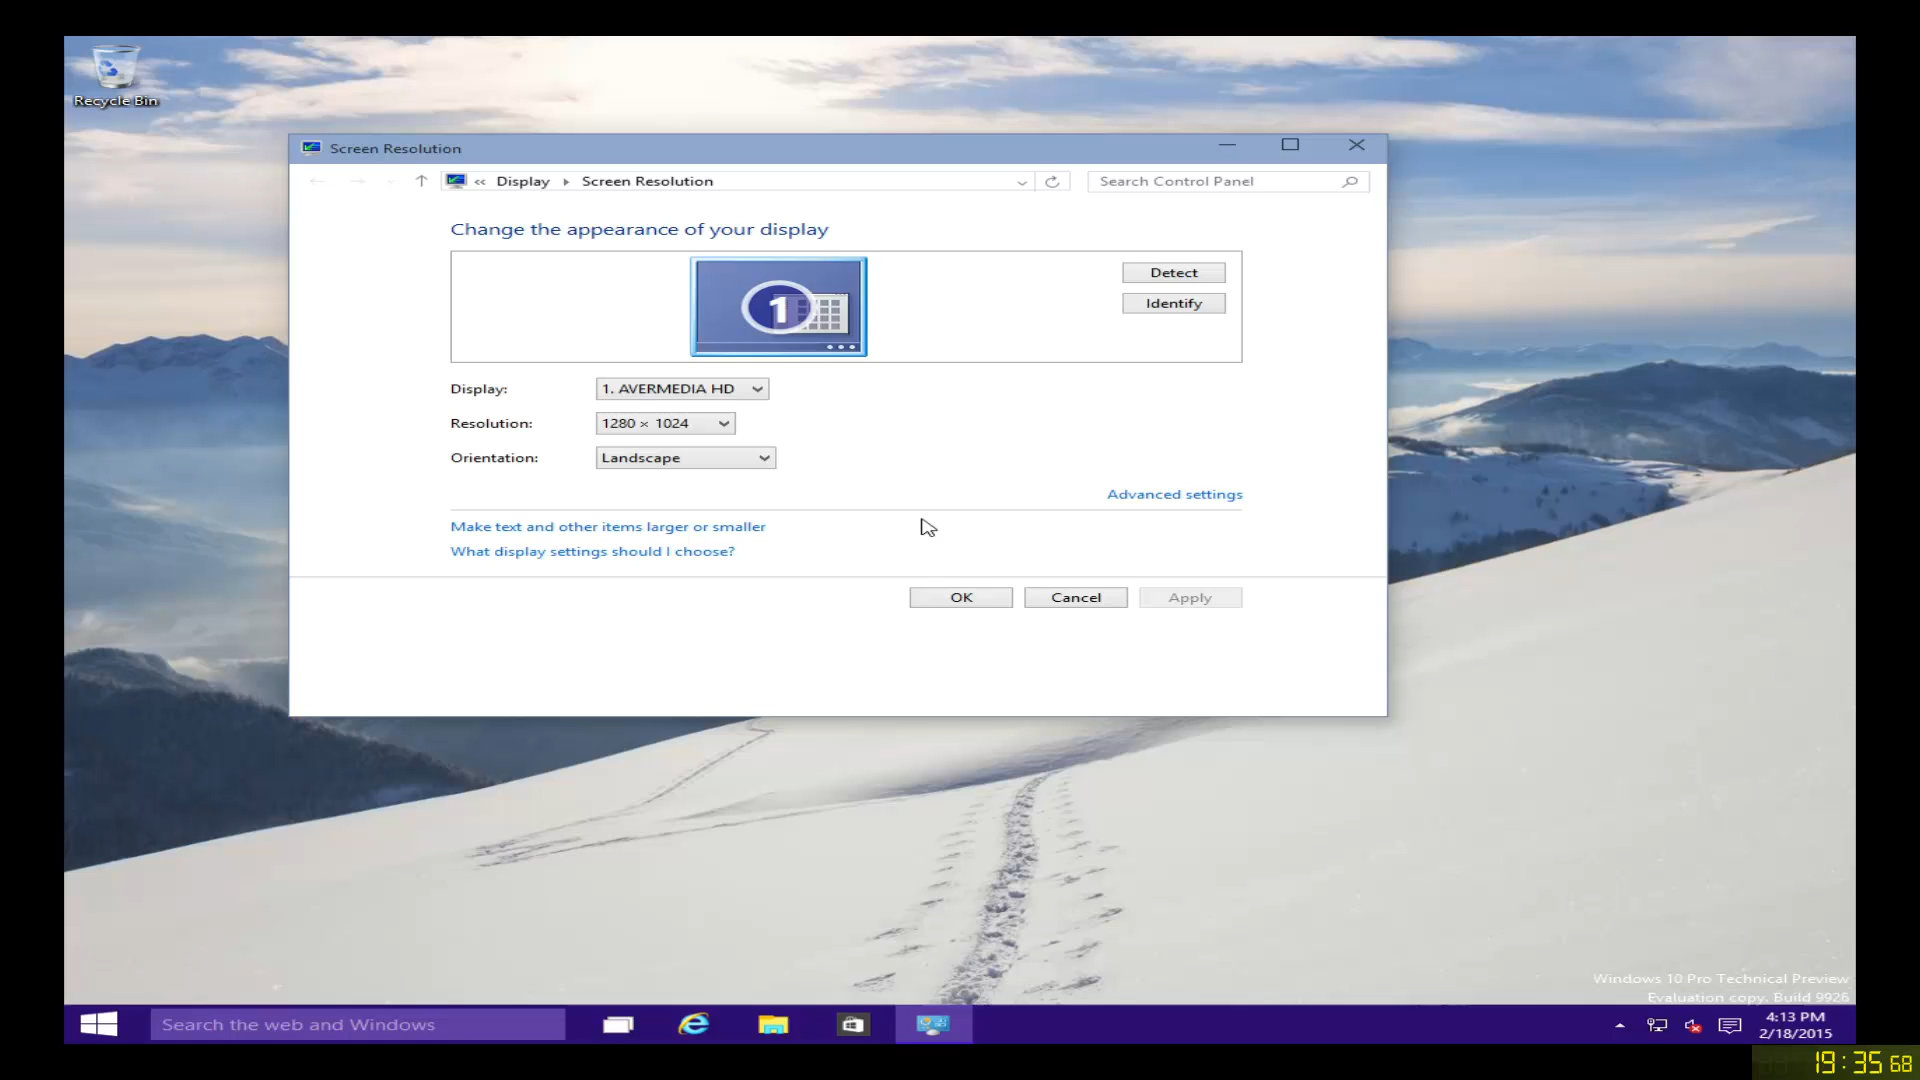 Recycle Bin
Screen Resolution
« Display ▸ Screen Resolution
Search Control Panel
Change the appearance of your display
1
Detect
Identify
Display: 1. AVERMEDIA HD
Resolution: 1280 × 1024
Orientation: Landscape
Advanced settings
Make text and other items larger or smaller
What display settings should I choose?
OK Cancel Apply
Windows 10 Pro Technical Preview
Evaluation copy. Build 9926
Search the web and Windows
4:13 PM
2/18/2015
19:35 68